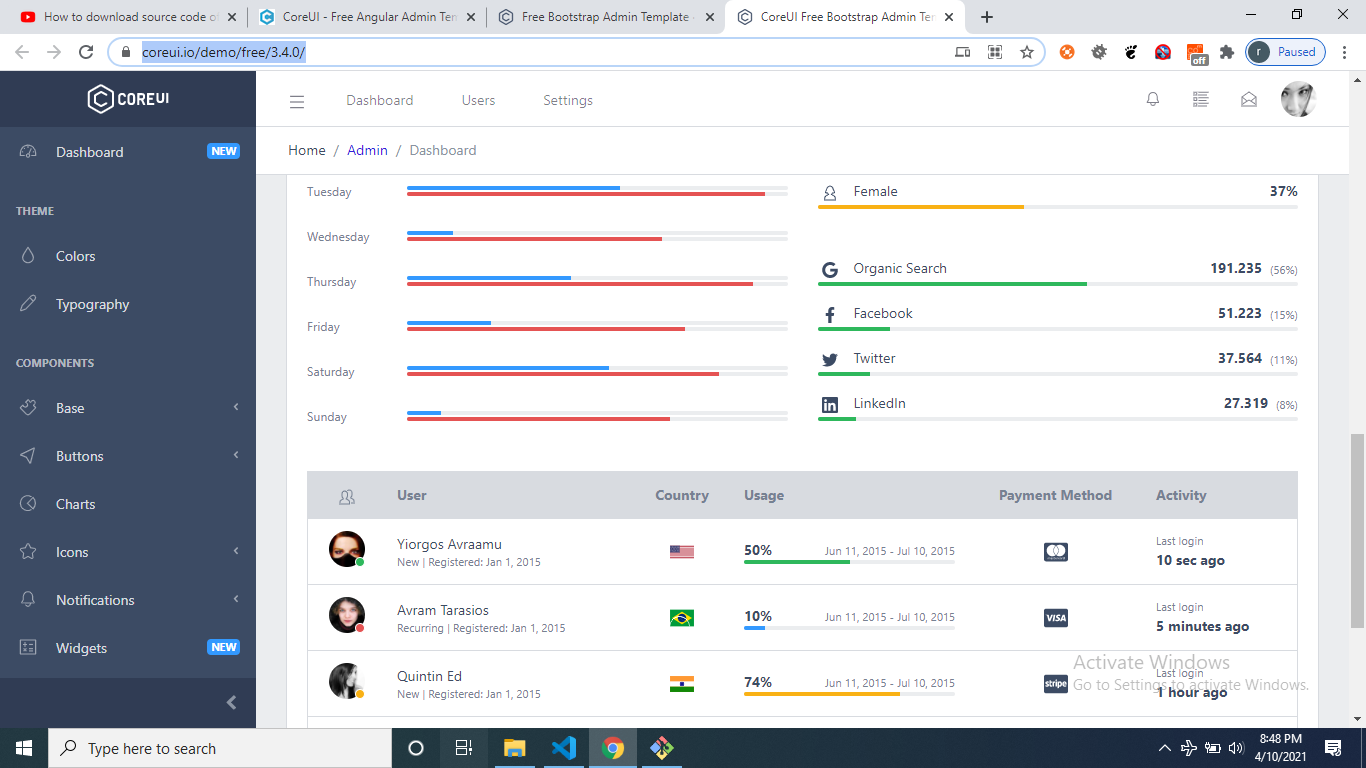 How to download source code of
CoreUI - Free Angular Admin Tem
Free Bootstrap Admin Template -
CoreUI Free Bootstrap Admin Tem
coreui.io/demo/free/3.4.0/
off
r
Paused
COREUI
Dashboard
Users
Settings
Dashboard NEW
Home / Admin / Dashboard
THEME
Colors
Typography
COMPONENTS
Base
Buttons
Charts
Icons
Notifications
Widgets NEW
Tuesday
Wednesday
Thursday
Friday
Saturday
Sunday
Female 37%
Organic Search 191.235 (56%)
Facebook 51.223 (15%)
Twitter 37.564 (11%)
LinkedIn 27.319 (8%)
User Country Usage Payment Method Activity
Yiorgos Avraamu
New | Registered: Jan 1, 2015
50% Jun 11, 2015 - Jul 10, 2015
Last login
10 sec ago
Avram Tarasios
Recurring | Registered: Jan 1, 2015
10% Jun 11, 2015 - Jul 10, 2015
VISA
Last login
5 minutes ago
Quintin Ed
New | Registered: Jan 1, 2015
74% Jun 11, 2015 - Jul 10, 2015
stripe
Last login
1 hour ago
Activate Windows
Go to Settings to activate Windows.
Type here to search
8:48 PM
4/10/2021